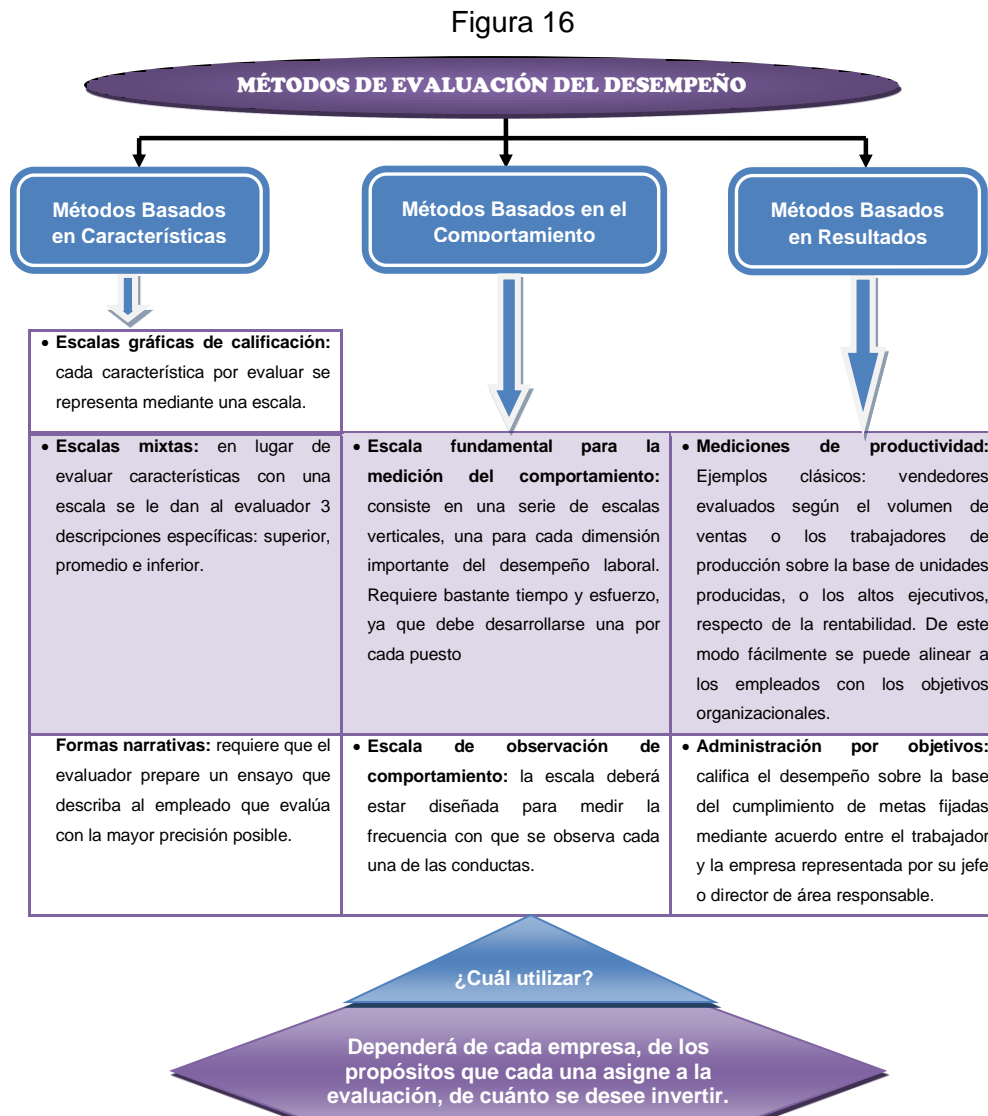 Figura 16
MÉTODOS DE EVALUACIÓN DEL DESEMPEÑO
Métodos Basados
en Características
Métodos Basados en el
Comportamiento
Métodos Basados
en Resultados
• Escalas gráficas de calificación:
cada característica por evaluar se
representa mediante una escala.
• Escalas mixtas: en lugar de
evaluar características con una
escala se le dan al evaluador 3
descripciones específicas: superior,
promedio e inferior.
• Escala fundamental para la
medición del comportamiento:
consiste en una serie de escalas
verticales, una para cada dimensión
importante del desempeño laboral.
Requiere bastante tiempo y esfuerzo,
ya que debe desarrollarse una por
cada puesto
• Mediciones de productividad:
Ejemplos clásicos: vendedores
evaluados según el volumen de
ventas o los trabajadores de
producción sobre la base de unidades
producidas, o los altos ejecutivos,
respecto de la rentabilidad. De este
modo fácilmente se puede alinear a
los empleados con los objetivos
organizacionales.
Formas narrativas: requiere que el
evaluador prepare un ensayo que
describa al empleado que evalúa
con la mayor precisión posible.
• Escala de observación de
comportamiento: la escala deberá
estar diseñada para medir la
frecuencia con que se observa cada
una de las conductas.
• Administración por objetivos:
califica el desempeño sobre la base
del cumplimiento de metas fijadas
mediante acuerdo entre el trabajador
y la empresa representada por su jefe
o director de área responsable.
¿Cuál utilizar?
Dependerá de cada empresa, de los
propósitos que cada una asigne a la
evaluación, de cuánto se desee invertir.